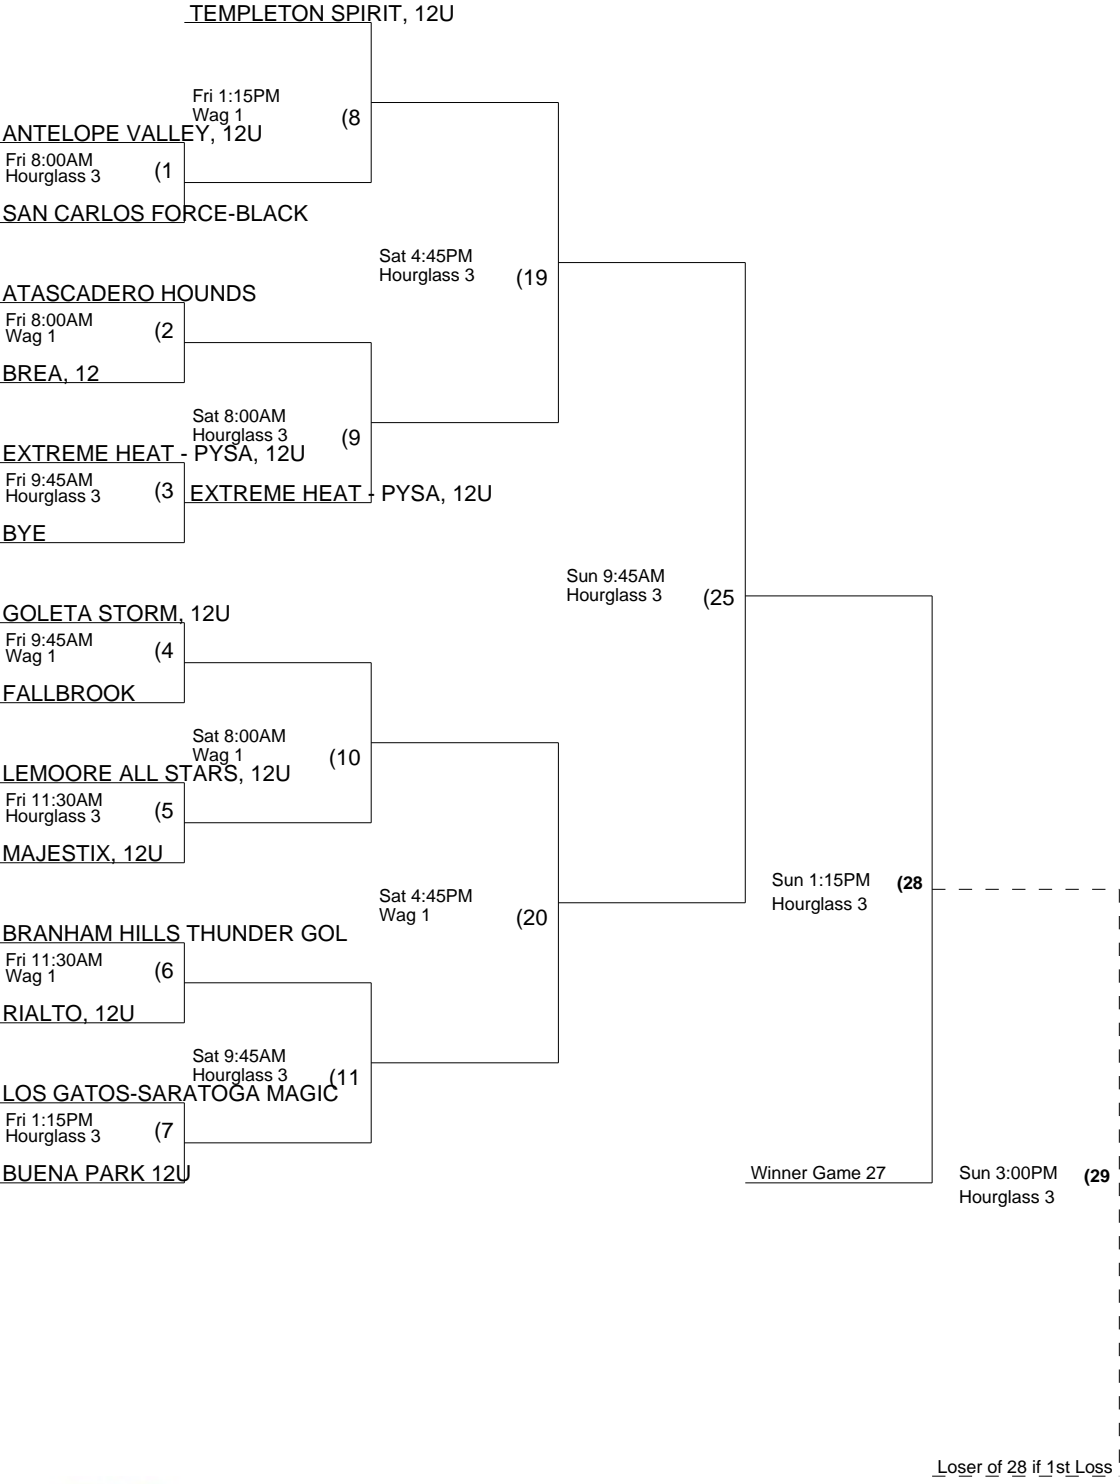 TEMPLETON SPIRIT, 12U
Fri 1:15PM
Wag 1
(8
ANTELOPE VALLEY, 12U
Fri 8:00AM
Hourglass 3
(1
SAN CARLOS FORCE-BLACK
Sat 4:45PM
Hourglass 3
(19
ATASCADERO HOUNDS
Fri 8:00AM
Wag 1
(2
BREA, 12
Sat 8:00AM
Hourglass 3
(9
EXTREME HEAT - PYSA, 12U
Fri 9:45AM
Hourglass 3
(3
EXTREME HEAT - PYSA, 12U
BYE
Sun 9:45AM
Hourglass 3
(25
GOLETA STORM, 12U
Fri 9:45AM
Wag 1
(4
FALLBROOK
Sat 8:00AM
Wag 1
(10
LEMOORE ALL STARS, 12U
Fri 11:30AM
Hourglass 3
(5
MAJESTIX, 12U
Sun 1:15PM
Hourglass 3
(28
Sat 4:45PM
Wag 1
(20
BRANHAM HILLS THUNDER GOL
Fri 11:30AM
Wag 1
(6
RIALTO, 12U
Sat 9:45AM
Hourglass 3
(11
LOS GATOS-SARATOGA MAGIC
Fri 1:15PM
Hourglass 3
(7
BUENA PARK 12U
Winner Game 27
Sun 3:00PM
Hourglass 3
(29
Loser of 28 if 1st Loss